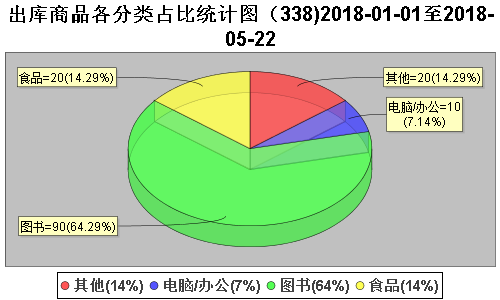 出库商品各分类占比统计图（338)2018-01-01至2018-
05-22
食品=20(14.29%)
其他=20(14.29%)
电脑/办公=10
(7.14%)
图书=90(64.29%)
其他(14%) 电脑/办公(7%) 图书(64%) 食品(14%)